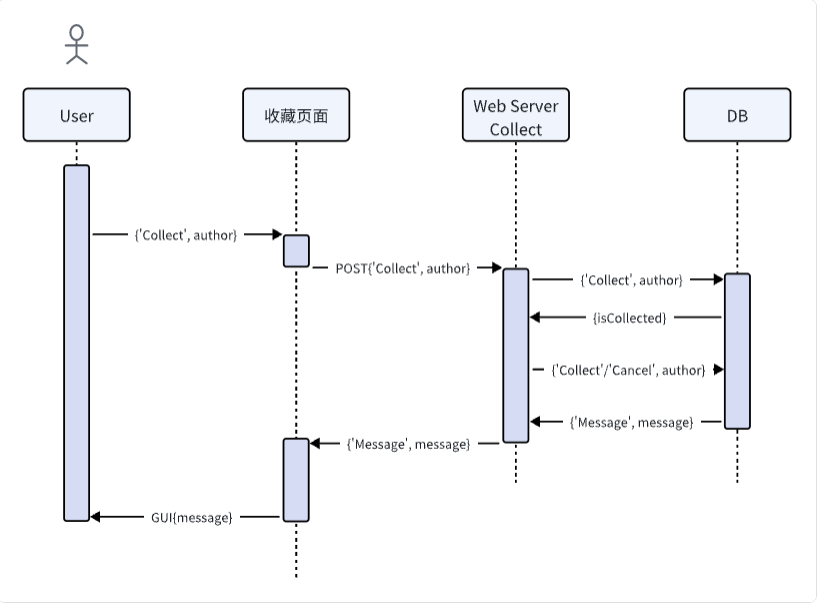 User
收藏页面
Web Server
Collect
DB
{'Collect', author}
POST{'Collect', author}
{'Collect', author}
{isCollected}
{'Collect'/'Cancel', author}
{'Message', message}
{'Message', message}
GUI{message}